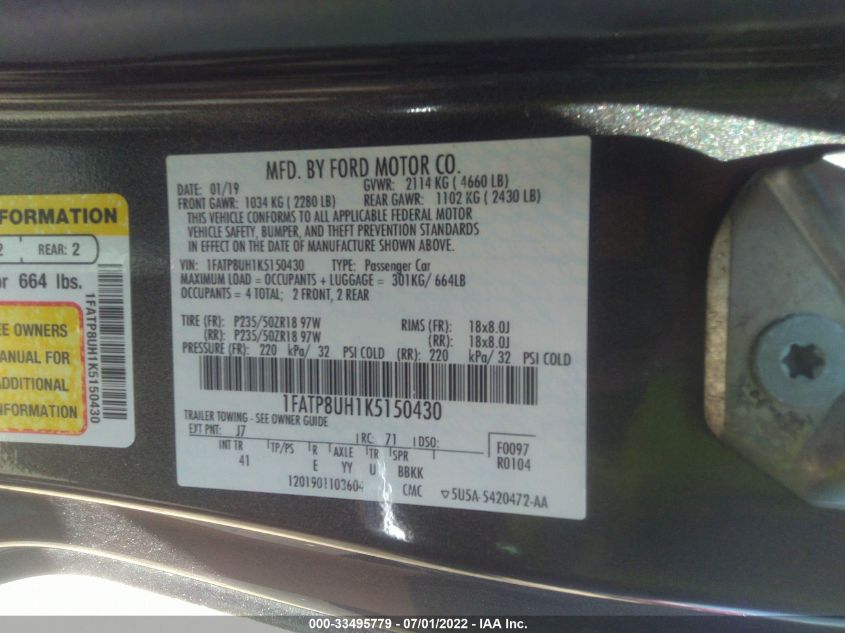 MFD. BY FORD MOTOR CO.
DATE: 01/19 GVWR: 2114 KG ( 4660 LB)
FRONT GAWR: 1034 KG ( 2280 LB) REAR GAWR: 1102 KG ( 2430 LB)
THIS VEHICLE CONFORMS TO ALL APPLICABLE FEDERAL MOTOR
VEHICLE SAFETY, BUMPER, AND THEFT PREVENTION STANDARDS
IN EFFECT ON THE DATE OF MANUFACTURE SHOWN ABOVE.
VIN: 1FATP8UH1K5150430 TYPE: Passenger Car
MAXIMUM LOAD = OCCUPANTS + LUGGAGE = 301KG/ 664LB
OCCUPANTS = 4 TOTAL; 2 FRONT, 2 REAR
TIRE (FR): P235/50ZR18 97W RIMS (FR): 18x8.0J
(RR): P235/50ZR18 97W (RR): 18x8.0J
PRESSURE (FR): 220 kPa/ 32 PSI COLD (RR): 220 kPa/ 32 PSI COLD
1FATP8UH1K5150430
TRAILER TOWING - SEE OWNER GUIDE
EXT PNT: J7 RC: 71 DSO: F0097
INT TR TP/PS R AXLE TR SPR R0104
41 E YY U BBKK
1201901103604 CMC 5U5A-5420472-AA
FORMATION
2 REAR: 2
or 664 lbs.
EE OWNERS
MANUAL FOR
ADDITIONAL
NFORMATION
1FATP8UH1K5150430
000-33495779 - 07/01/2022 - IAA Inc.